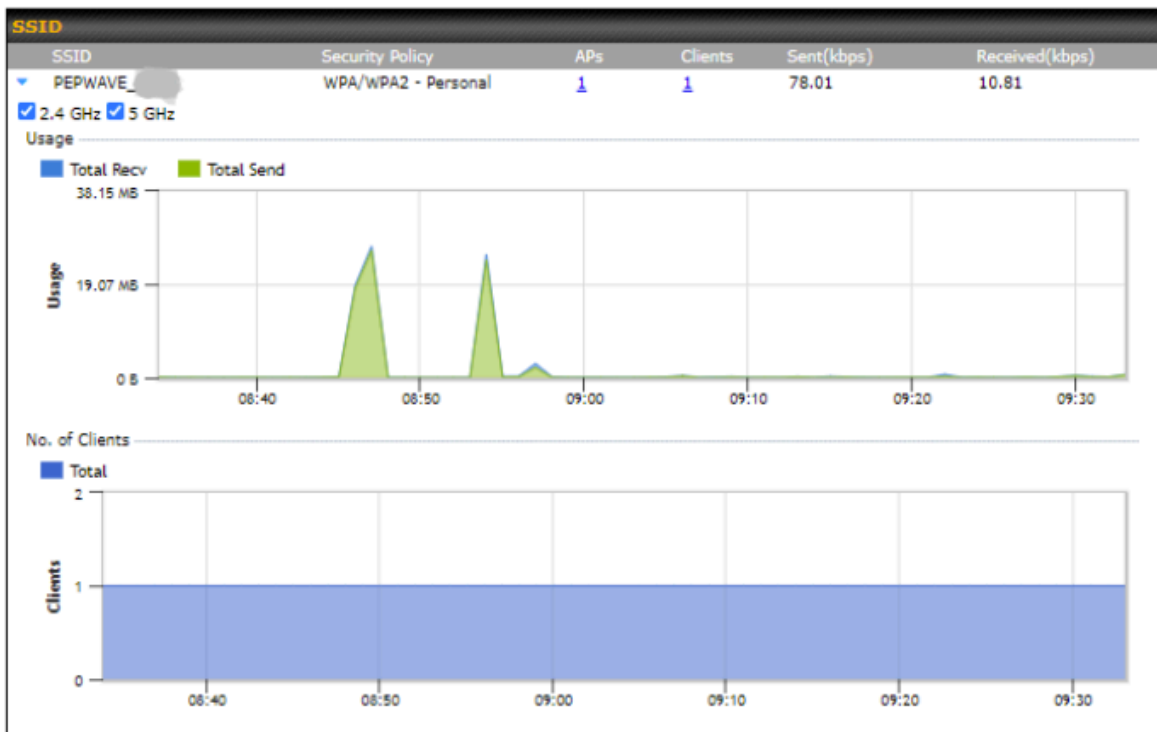 SSID
SSID Security Policy APs Clients Sent(kbps) Received(kbps)
PEPWAVE_ WPA/WPA2 - Personal 1 1 78.01 10.81
2.4 GHz 5 GHz
Usage
Total Recv Total Send
38.15 MB
19.07 MB
0 B
Usage
08:40 08:50 09:00 09:10 09:20 09:30
No. of Clients
Total
2
1
0
Clients
08:40 08:50 09:00 09:10 09:20 09:30